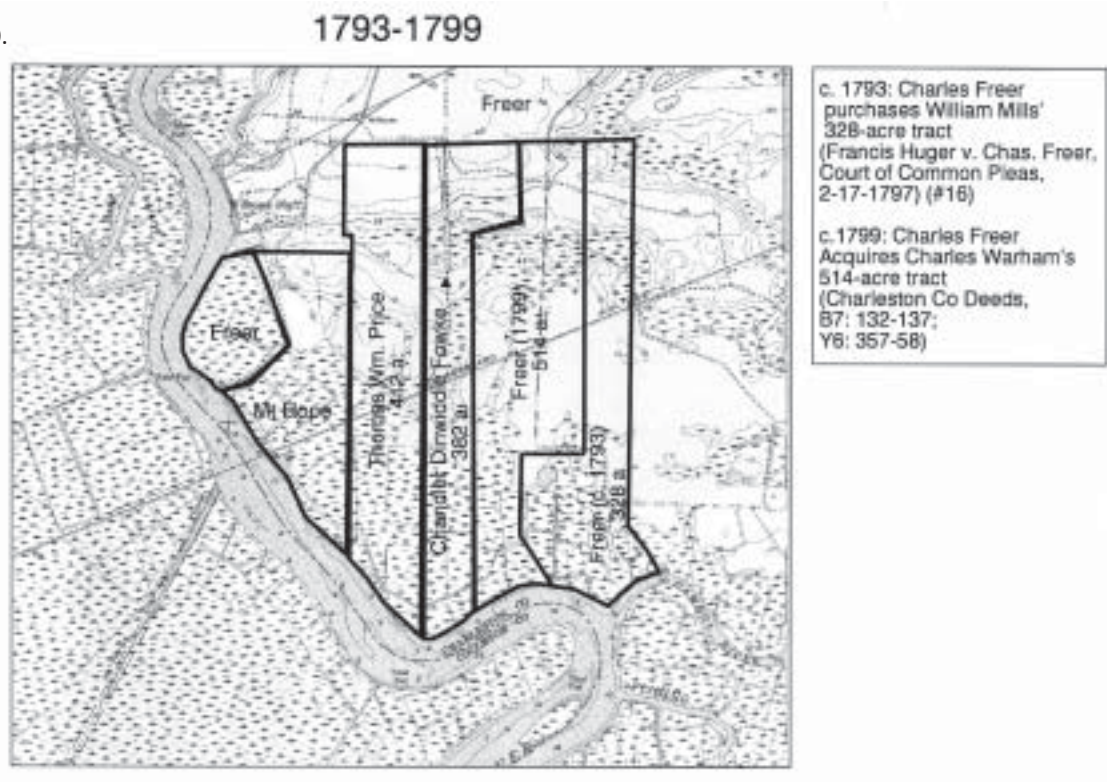 1793-1799
Freer
Freer
Mt Hope
Thomas Wm. Price
412 a
Chandler Dinwiddie Fowke
382 a
Freer (1799)
514 a
Freer (c. 1793)
328 a
c. 1793: Charles Freer
purchases William Mills'
328-acre tract
(Francis Huger v. Chas. Freer,
Court of Common Pleas,
2-17-1797) (#16)
c.1799: Charles Freer
Acquires Charles Warham's
514-acre tract
(Charleston Co Deeds,
B7: 132-137;
Y6: 357-58)